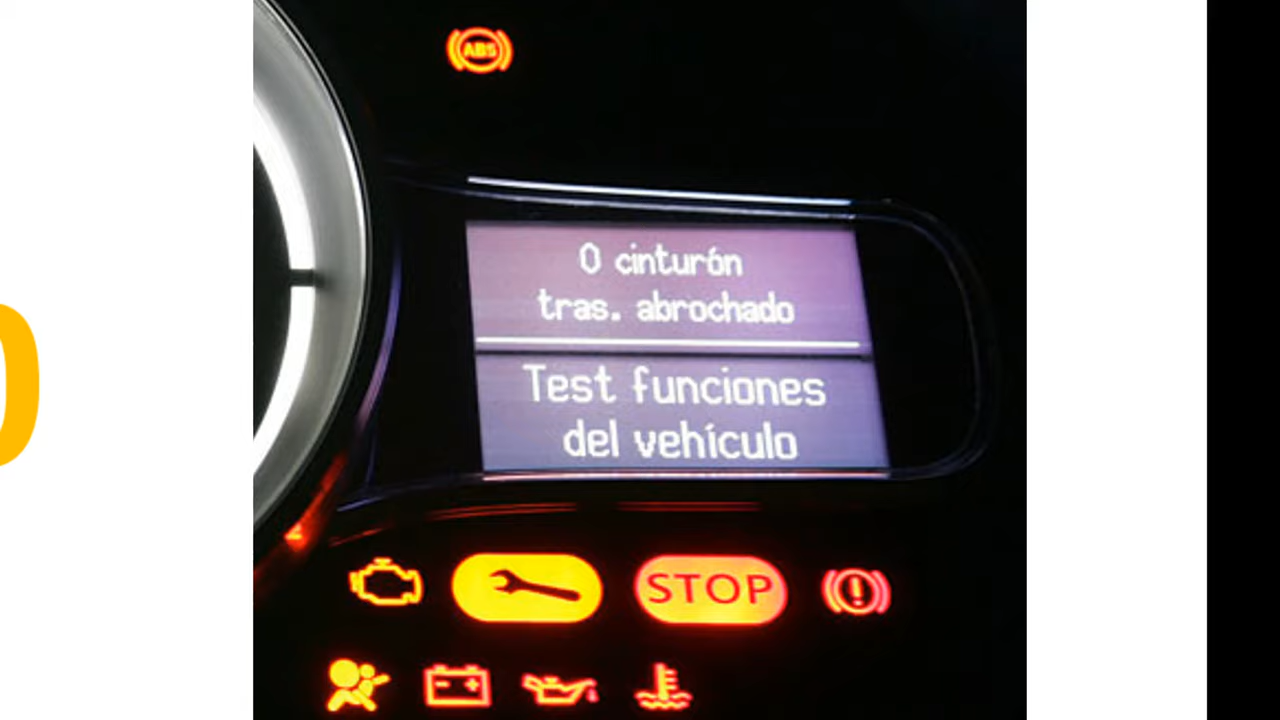 ABS
0 cinturón
tras. abrochado
Test funciones
del vehículo
STOP